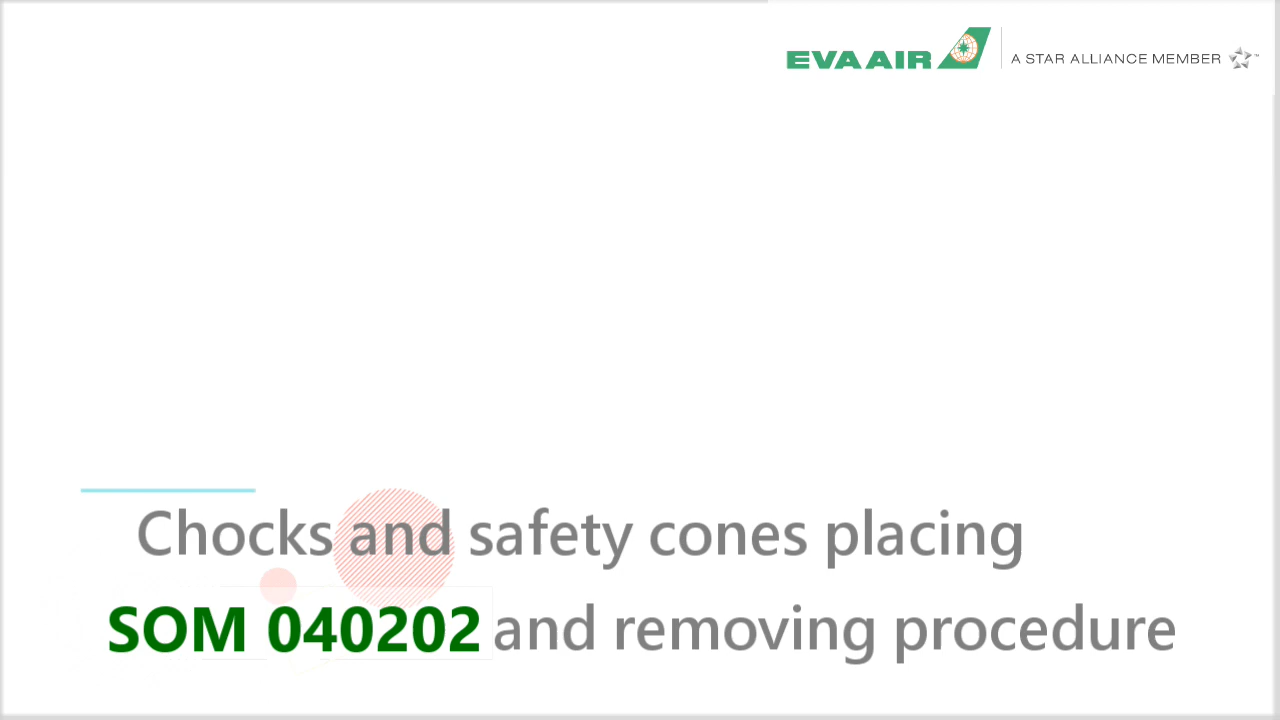 EVA AIR
A STAR ALLIANCE MEMBER
Chocks and safety cones placing
SOM 040202 and removing procedure